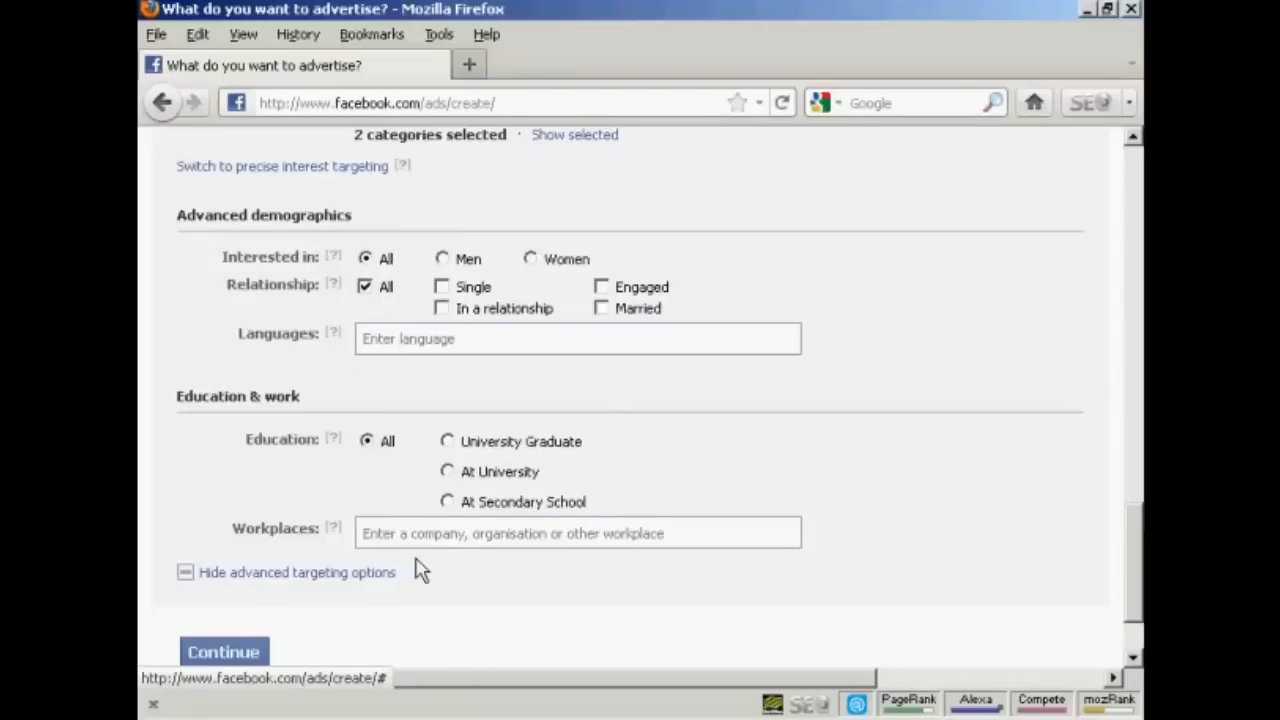 What do you want to advertise? - Mozilla Firefox
File Edit View History Bookmarks Tools Help
What do you want to advertise?
http://www.facebook.com/ads/create/ Google SEO
2 categories selected · Show selected
Switch to precise interest targeting [?]
Advanced demographics
Interested in: [?] All Men Women
Relationship: [?] All Single Engaged
In a relationship Married
Languages: [?] Enter language
Education & work
Education: [?] All University Graduate
At University
At Secondary School
Workplaces: [?] Enter a company, organisation or other workplace
Hide advanced targeting options
Continue
http://www.facebook.com/ads/create/#
SEO @ PageRank Alexa Compete mozRank